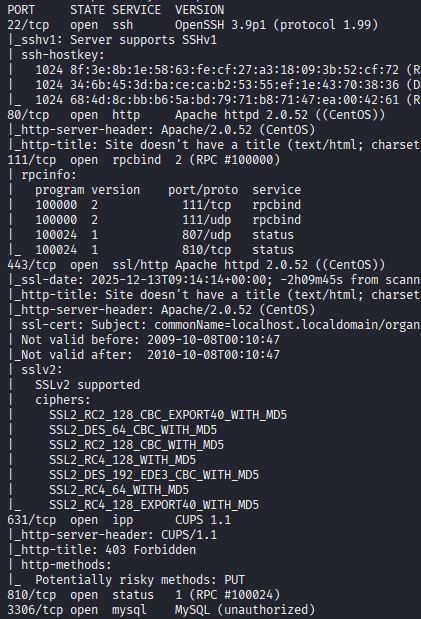 PORT     STATE SERVICE  VERSION
22/tcp   open  ssh      OpenSSH 3.9p1 (protocol 1.99)
|_sshv1: Server supports SSHv1
| ssh-hostkey:
|   1024 8f:3e:8b:1e:58:63:fe:cf:27:a3:18:09:3b:52:cf:72 (R
|   1024 34:6b:45:3d:ba:ce:ca:b2:53:55:ef:1e:43:70:38:36 (D
|_  1024 68:4d:8c:bb:b6:5a:bd:79:71:b8:71:47:ea:00:42:61 (R
80/tcp   open  http     Apache httpd 2.0.52 ((CentOS))
|_http-server-header: Apache/2.0.52 (CentOS)
|_http-title: Site doesn't have a title (text/html; charset
111/tcp  open  rpcbind  2 (RPC #100000)
| rpcinfo:
|   program version    port/proto  service
|   100000  2            111/tcp  rpcbind
|   100000  2            111/udp  rpcbind
|   100024  1            807/udp  status
|_  100024  1            810/tcp  status
443/tcp  open  ssl/http Apache httpd 2.0.52 ((CentOS))
|_ssl-date: 2025-12-13T09:14:14+00:00; -2h09m45s from scann
|_http-title: Site doesn't have a title (text/html; charset
|_http-server-header: Apache/2.0.52 (CentOS)
| ssl-cert: Subject: commonName=localhost.localdomain/organ
| Not valid before: 2009-10-08T00:10:47
|_Not valid after:  2010-10-08T00:10:47
| sslv2:
|   SSLv2 supported
|   ciphers:
|     SSL2_RC2_128_CBC_EXPORT40_WITH_MD5
|     SSL2_DES_64_CBC_WITH_MD5
|     SSL2_RC2_128_CBC_WITH_MD5
|     SSL2_RC4_128_WITH_MD5
|     SSL2_DES_192_EDE3_CBC_WITH_MD5
|     SSL2_RC4_64_WITH_MD5
|_    SSL2_RC4_128_EXPORT40_WITH_MD5
631/tcp  open  ipp      CUPS 1.1
|_http-server-header: CUPS/1.1
|_http-title: 403 Forbidden
| http-methods:
|_  Potentially risky methods: PUT
810/tcp  open  status   1 (RPC #100024)
3306/tcp open  mysql    MySQL (unauthorized)